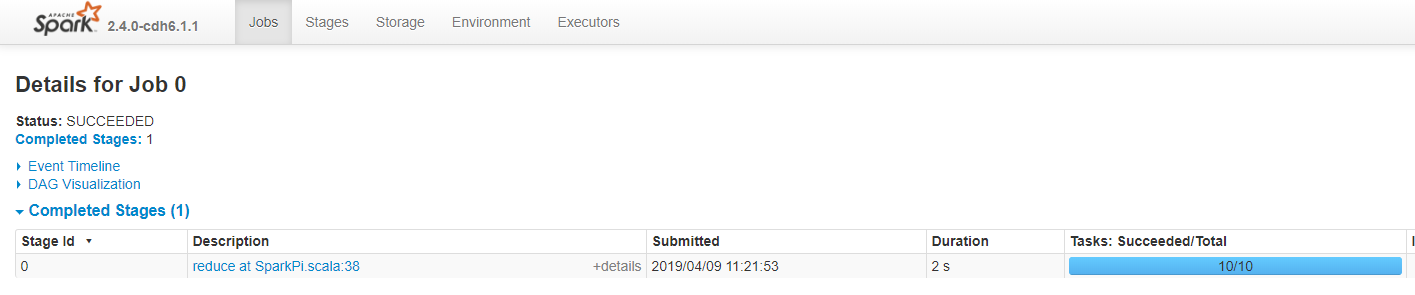 APACHE Spark 2.4.0-cdh6.1.1 Jobs Stages Storage Environment Executors
Details for Job 0
Status: SUCCEEDED
Completed Stages: 1
Event Timeline
DAG Visualization
Completed Stages (1)
Stage Id Description Submitted Duration Tasks: Succeeded/Total
0 reduce at SparkPi.scala:38 +details 2019/04/09 11:21:53 2 s 10/10